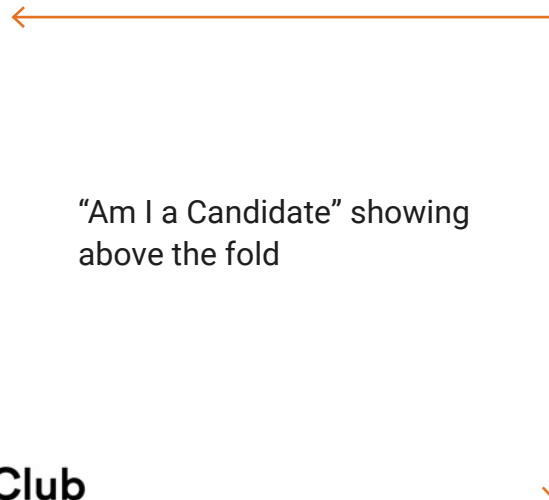 “Am I a Candidate” showing
above the fold
Club